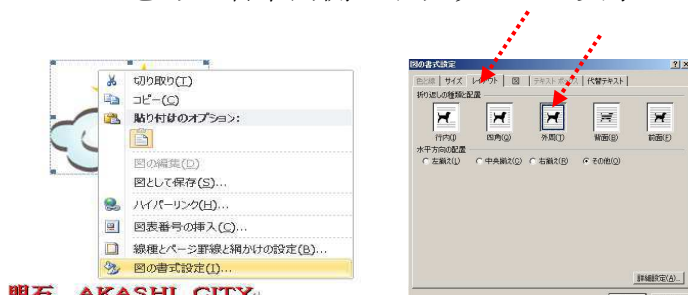 切り取り(T)
コピー(C)
貼り付けのオプション:
図の編集(D)
図として保存(S)...
ハイパーリンク(H)...
図表番号の挿入(C)...
線種とページ罫線と網かけの設定(B)...
図の書式設定(I)...
明石 AKASHI CITY
図の書式設定
色と線 サイズ レイアウト 図 テキスト ボックス 代替テキスト
折り返しの種類と配置
行内(I) 四角(Q) 外周(T) 背面(B) 前面(F)
水平方向の配置
左揃え(L) 中央揃え(C) 右揃え(R) その他(O)
詳細設定(A)...